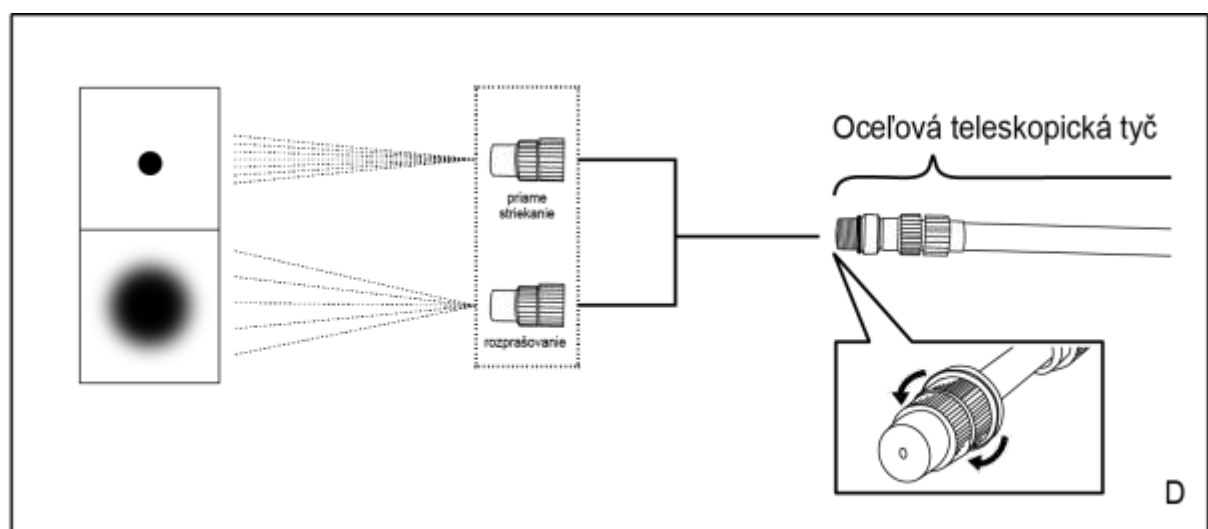 Oceľová teleskopická tyč
priame
striekanie
rozprašovanie
D